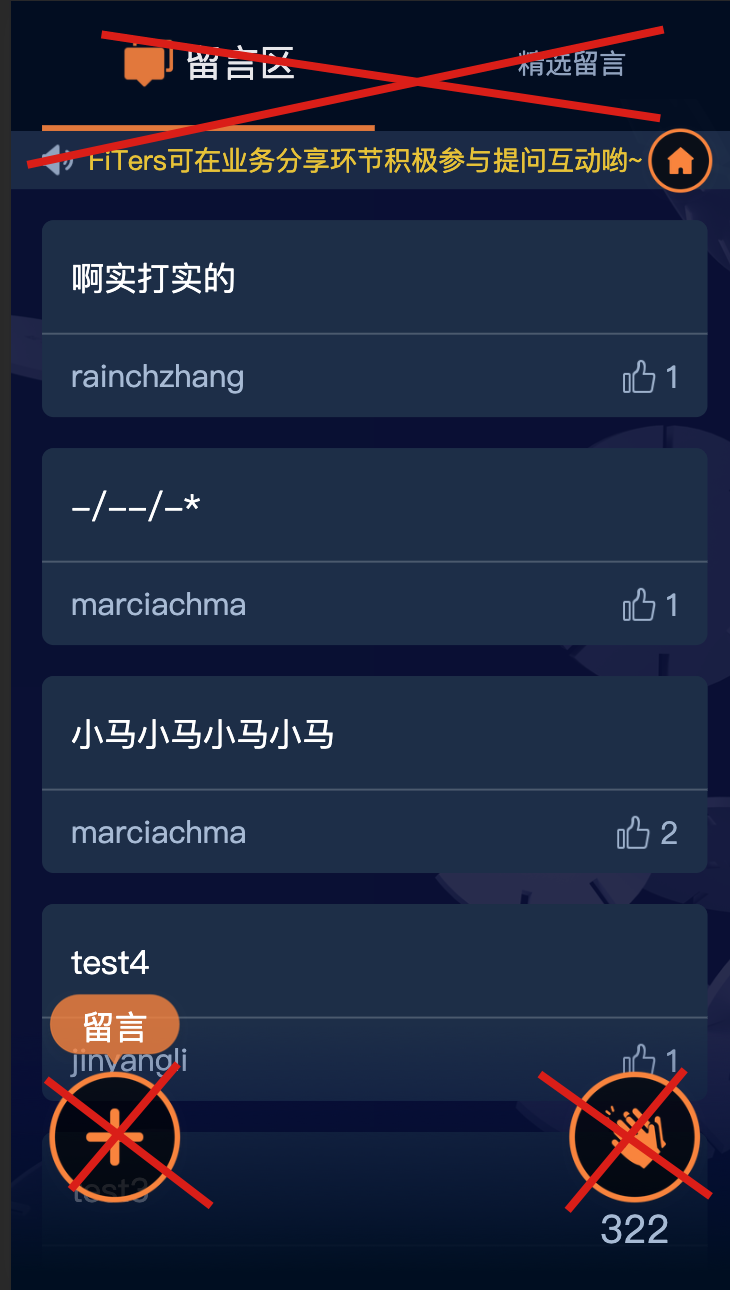 留言区
精选留言
FiTers可在业务分享环节积极参与提问互动哟~
啊实打实的
rainchzhang 1
-/--/-*
marciachma 1
小马小马小马小马
marciachma 2
test4
留言
jinyangli 1
test3
322